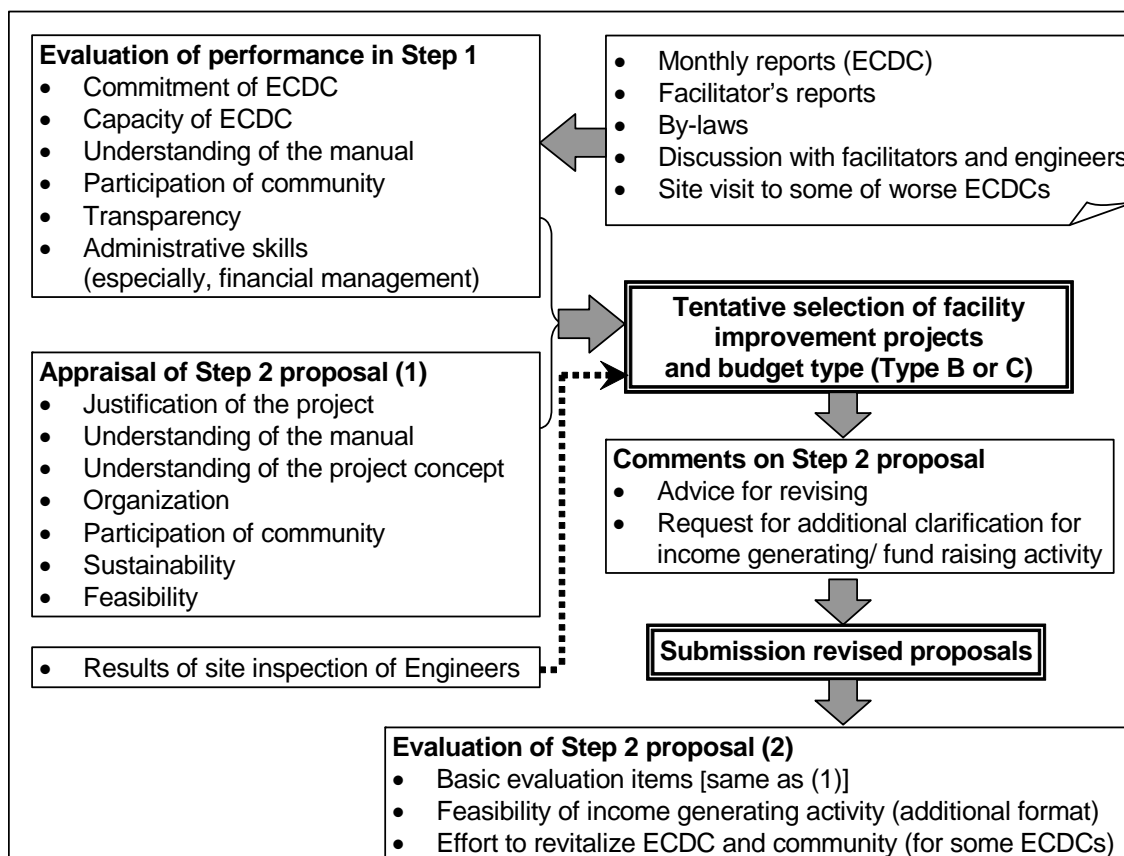 Evaluation of performance in Step 1
• Commitment of ECDC
• Capacity of ECDC
• Understanding of the manual
• Participation of community
• Transparency
• Administrative skills
(especially, financial management)
• Monthly reports (ECDC)
• Facilitator's reports
• By-laws
• Discussion with facilitators and engineers
• Site visit to some of worse ECDCs
Tentative selection of facility
improvement projects
and budget type (Type B or C)
Appraisal of Step 2 proposal (1)
• Justification of the project
• Understanding of the manual
• Understanding of the project concept
• Organization
• Participation of community
• Sustainability
• Feasibility
• Results of site inspection of Engineers
Comments on Step 2 proposal
• Advice for revising
• Request for additional clarification for
income generating/ fund raising activity
Submission revised proposals
Evaluation of Step 2 proposal (2)
• Basic evaluation items [same as (1)]
• Feasibility of income generating activity (additional format)
• Effort to revitalize ECDC and community (for some ECDCs)